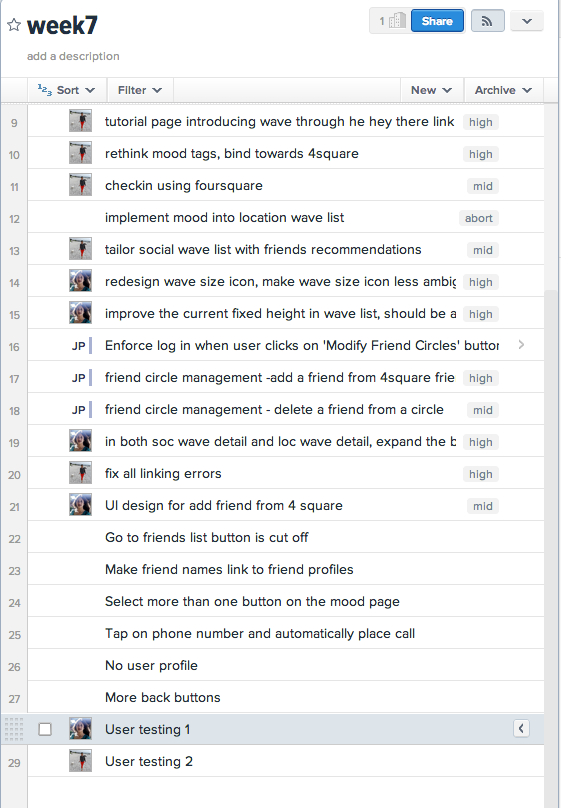 week7
1
Share
add a description
123 Sort
Filter
New
Archive
9 tutorial page introducing wave through he hey there link high
10 rethink mood tags, bind towards 4square high
11 checkin using foursquare mid
12 implement mood into location wave list abort
13 tailor social wave list with friends recommendations mid
14 redesign wave size icon, make wave size icon less ambig high
15 improve the current fixed height in wave list, should be a high
16 JP Enforce log in when user clicks on 'Modify Friend Circles' button
17 JP friend circle management -add a friend from 4square frie high
18 JP friend circle management - delete a friend from a circle mid
19 in both soc wave detail and loc wave detail, expand the b high
20 fix all linking errors high
21 UI design for add friend from 4 square mid
22 Go to friends list button is cut off
23 Make friend names link to friend profiles
24 Select more than one button on the mood page
25 Tap on phone number and automatically place call
26 No user profile
27 More back buttons
User testing 1
29 User testing 2